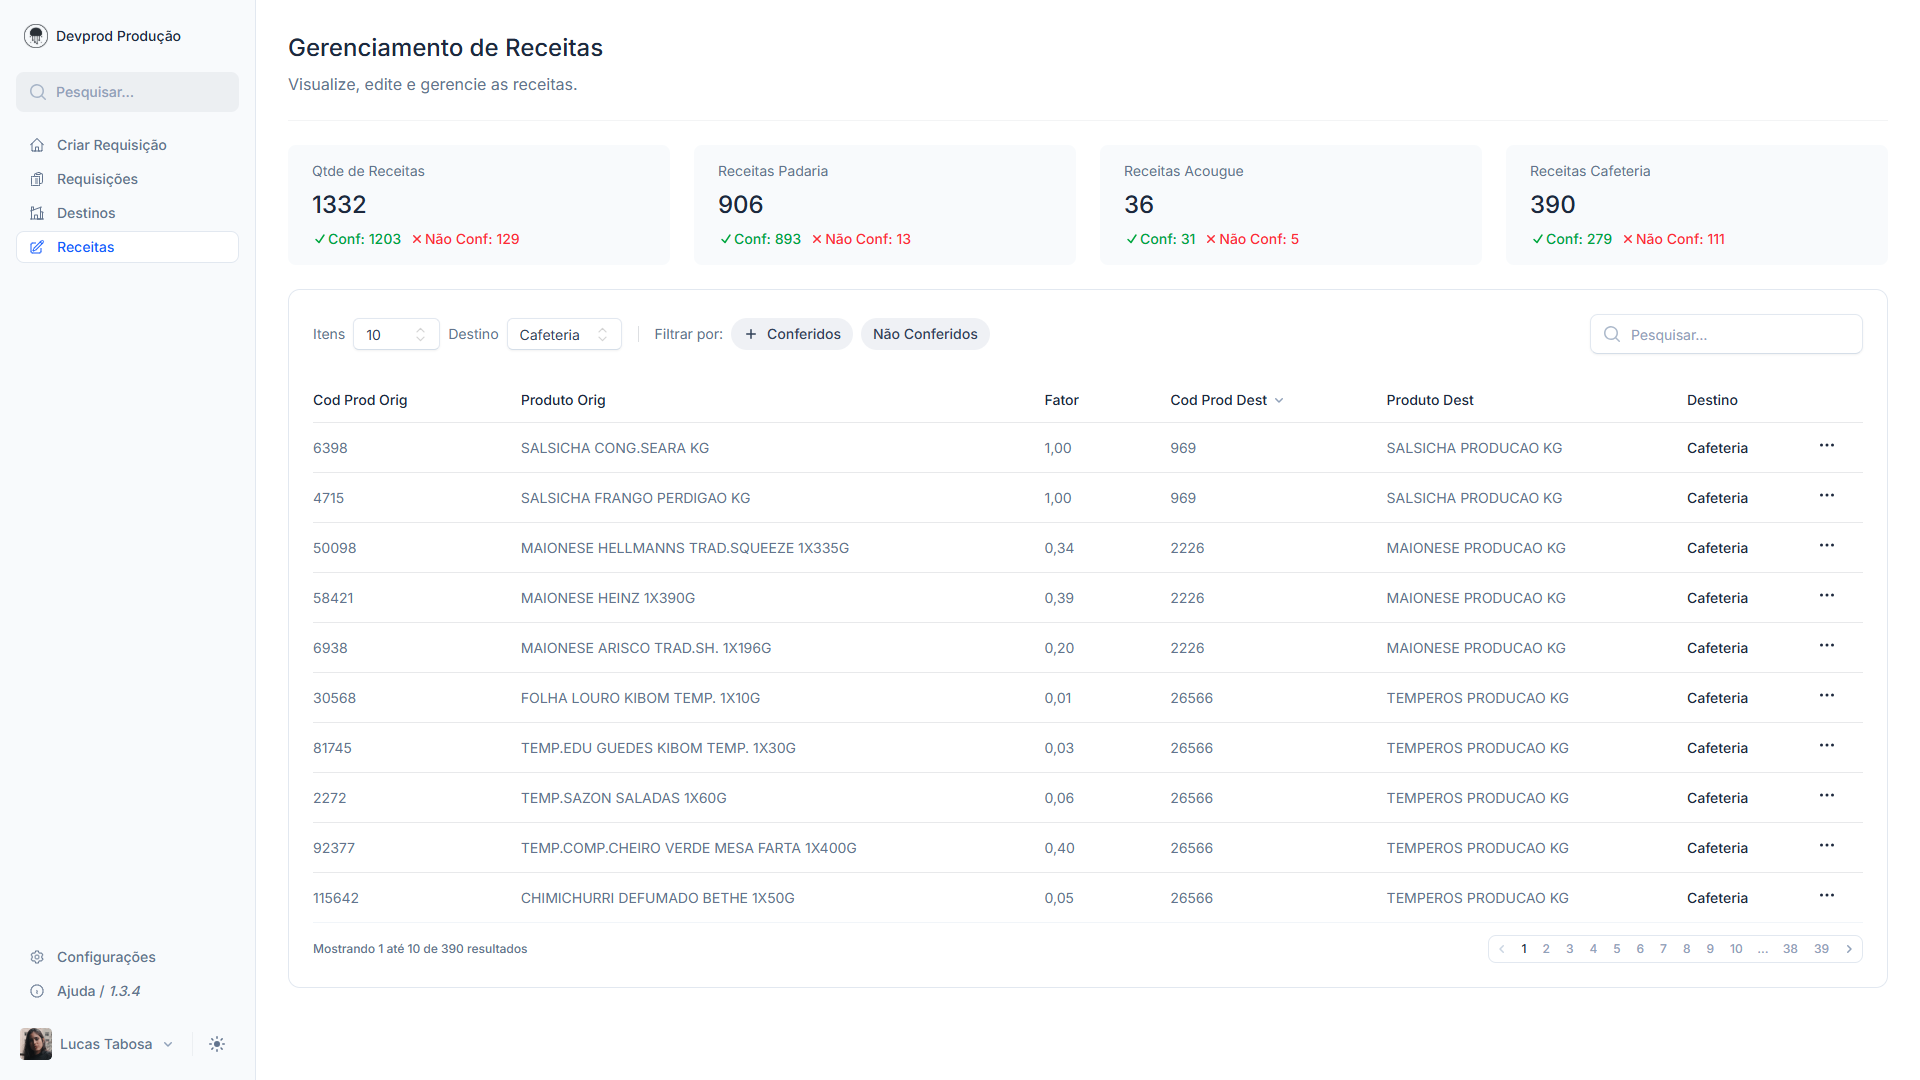 Devprod Produção
Pesquisar...
Criar Requisição
Requisições
Destinos
Receitas
Configurações
Ajuda / 1.3.4
Lucas Tabosa
Gerenciamento de Receitas
Visualize, edite e gerencie as receitas.
Qtde de Receitas
1332
Conf: 1203 Não Conf: 129
Receitas Padaria
906
Conf: 893 Não Conf: 13
Receitas Acougue
36
Conf: 31 Não Conf: 5
Receitas Cafeteria
390
Conf: 279 Não Conf: 111
Itens 10 Destino Cafeteria Filtrar por: + Conferidos Não Conferidos Pesquisar...
Cod Prod Orig Produto Orig Fator Cod Prod Dest Produto Dest Destino
6398 SALSICHA CONG.SEARA KG 1,00 969 SALSICHA PRODUCAO KG Cafeteria ...
4715 SALSICHA FRANGO PERDIGAO KG 1,00 969 SALSICHA PRODUCAO KG Cafeteria ...
50098 MAIONESE HELLMANNS TRAD.SQUEEZE 1X335G 0,34 2226 MAIONESE PRODUCAO KG Cafeteria ...
58421 MAIONESE HEINZ 1X390G 0,39 2226 MAIONESE PRODUCAO KG Cafeteria ...
6938 MAIONESE ARISCO TRAD.SH. 1X196G 0,20 2226 MAIONESE PRODUCAO KG Cafeteria ...
30568 FOLHA LOURO KIBOM TEMP. 1X10G 0,01 26566 TEMPEROS PRODUCAO KG Cafeteria ...
81745 TEMP.EDU GUEDES KIBOM TEMP. 1X30G 0,03 26566 TEMPEROS PRODUCAO KG Cafeteria ...
2272 TEMP.SAZON SALADAS 1X60G 0,06 26566 TEMPEROS PRODUCAO KG Cafeteria ...
92377 TEMP.COMP.CHEIRO VERDE MESA FARTA 1X400G 0,40 26566 TEMPEROS PRODUCAO KG Cafeteria ...
115642 CHIMICHURRI DEFUMADO BETHE 1X50G 0,05 26566 TEMPEROS PRODUCAO KG Cafeteria ...
Mostrando 1 até 10 de 390 resultados < 1 2 3 4 5 6 7 8 9 10 ... 38 39 >